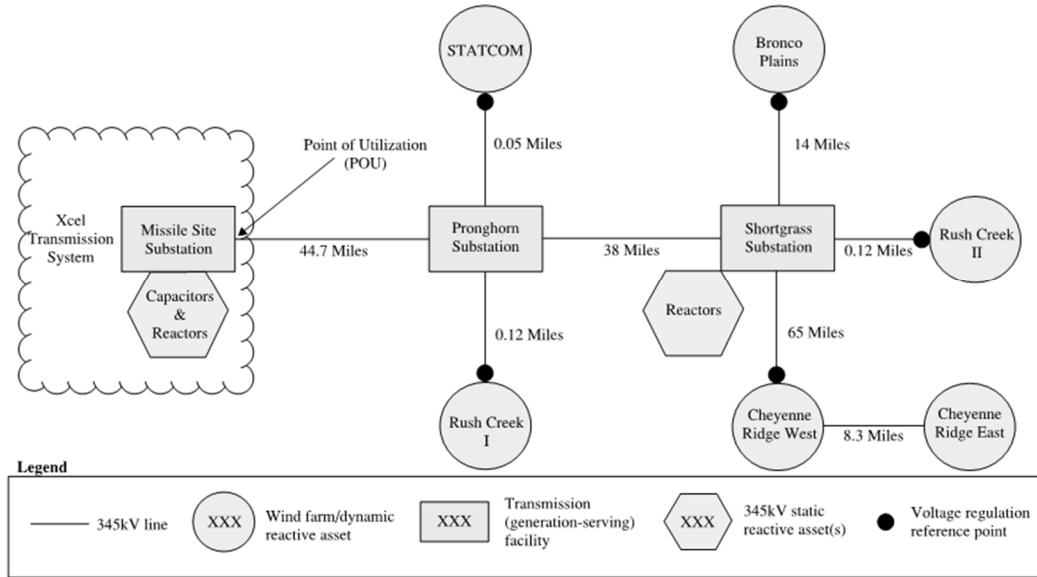 STATCOM
Bronco
Plains
Point of Utilization
(POU)
0.05 Miles
14 Miles
Xcel
Transmission
System
Missile Site
Substation
44.7 Miles
Pronghorn
Substation
38 Miles
Shortgrass
Substation
0.12 Miles
Rush Creek
II
Capacitors
&
Reactors
Reactors
0.12 Miles
65 Miles
Rush Creek
I
Cheyenne
Ridge West
8.3 Miles
Cheyenne
Ridge East
Legend
345kV line
XXX
Wind farm/dynamic
reactive asset
XXX
Transmission
(generation-serving)
facility
XXX
345kV static
reactive asset(s)
Voltage regulation
reference point